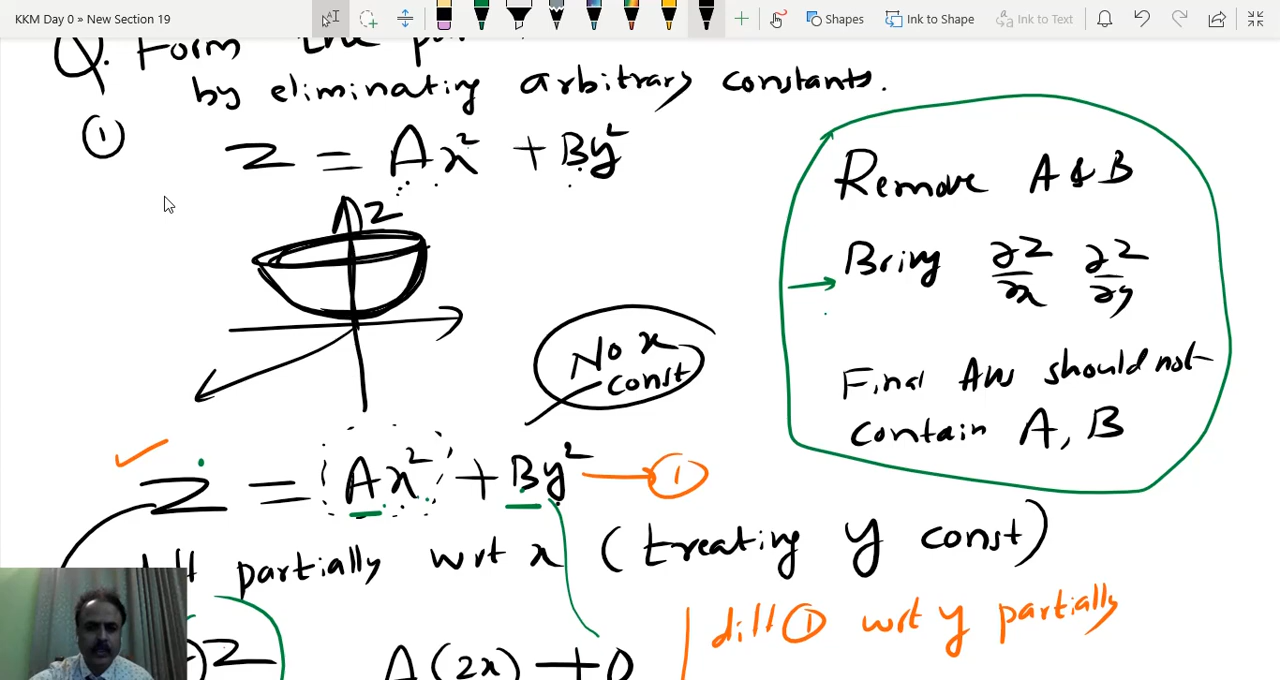 KKM Day 0 » New Section 19
Shapes
Ink to Shape
Ink to Text
Q. Form the
by eliminating arbitrary constants.
① z = Ax² + By²
z
Remove A & B
Bring ∂z/∂x ∂z/∂y
Final Ans should not
contain A, B
No x
const
z = Ax² + By² → ①
partially wrt x (treating y const)
diff ① wrt y partially
∂z A(2x) + 0